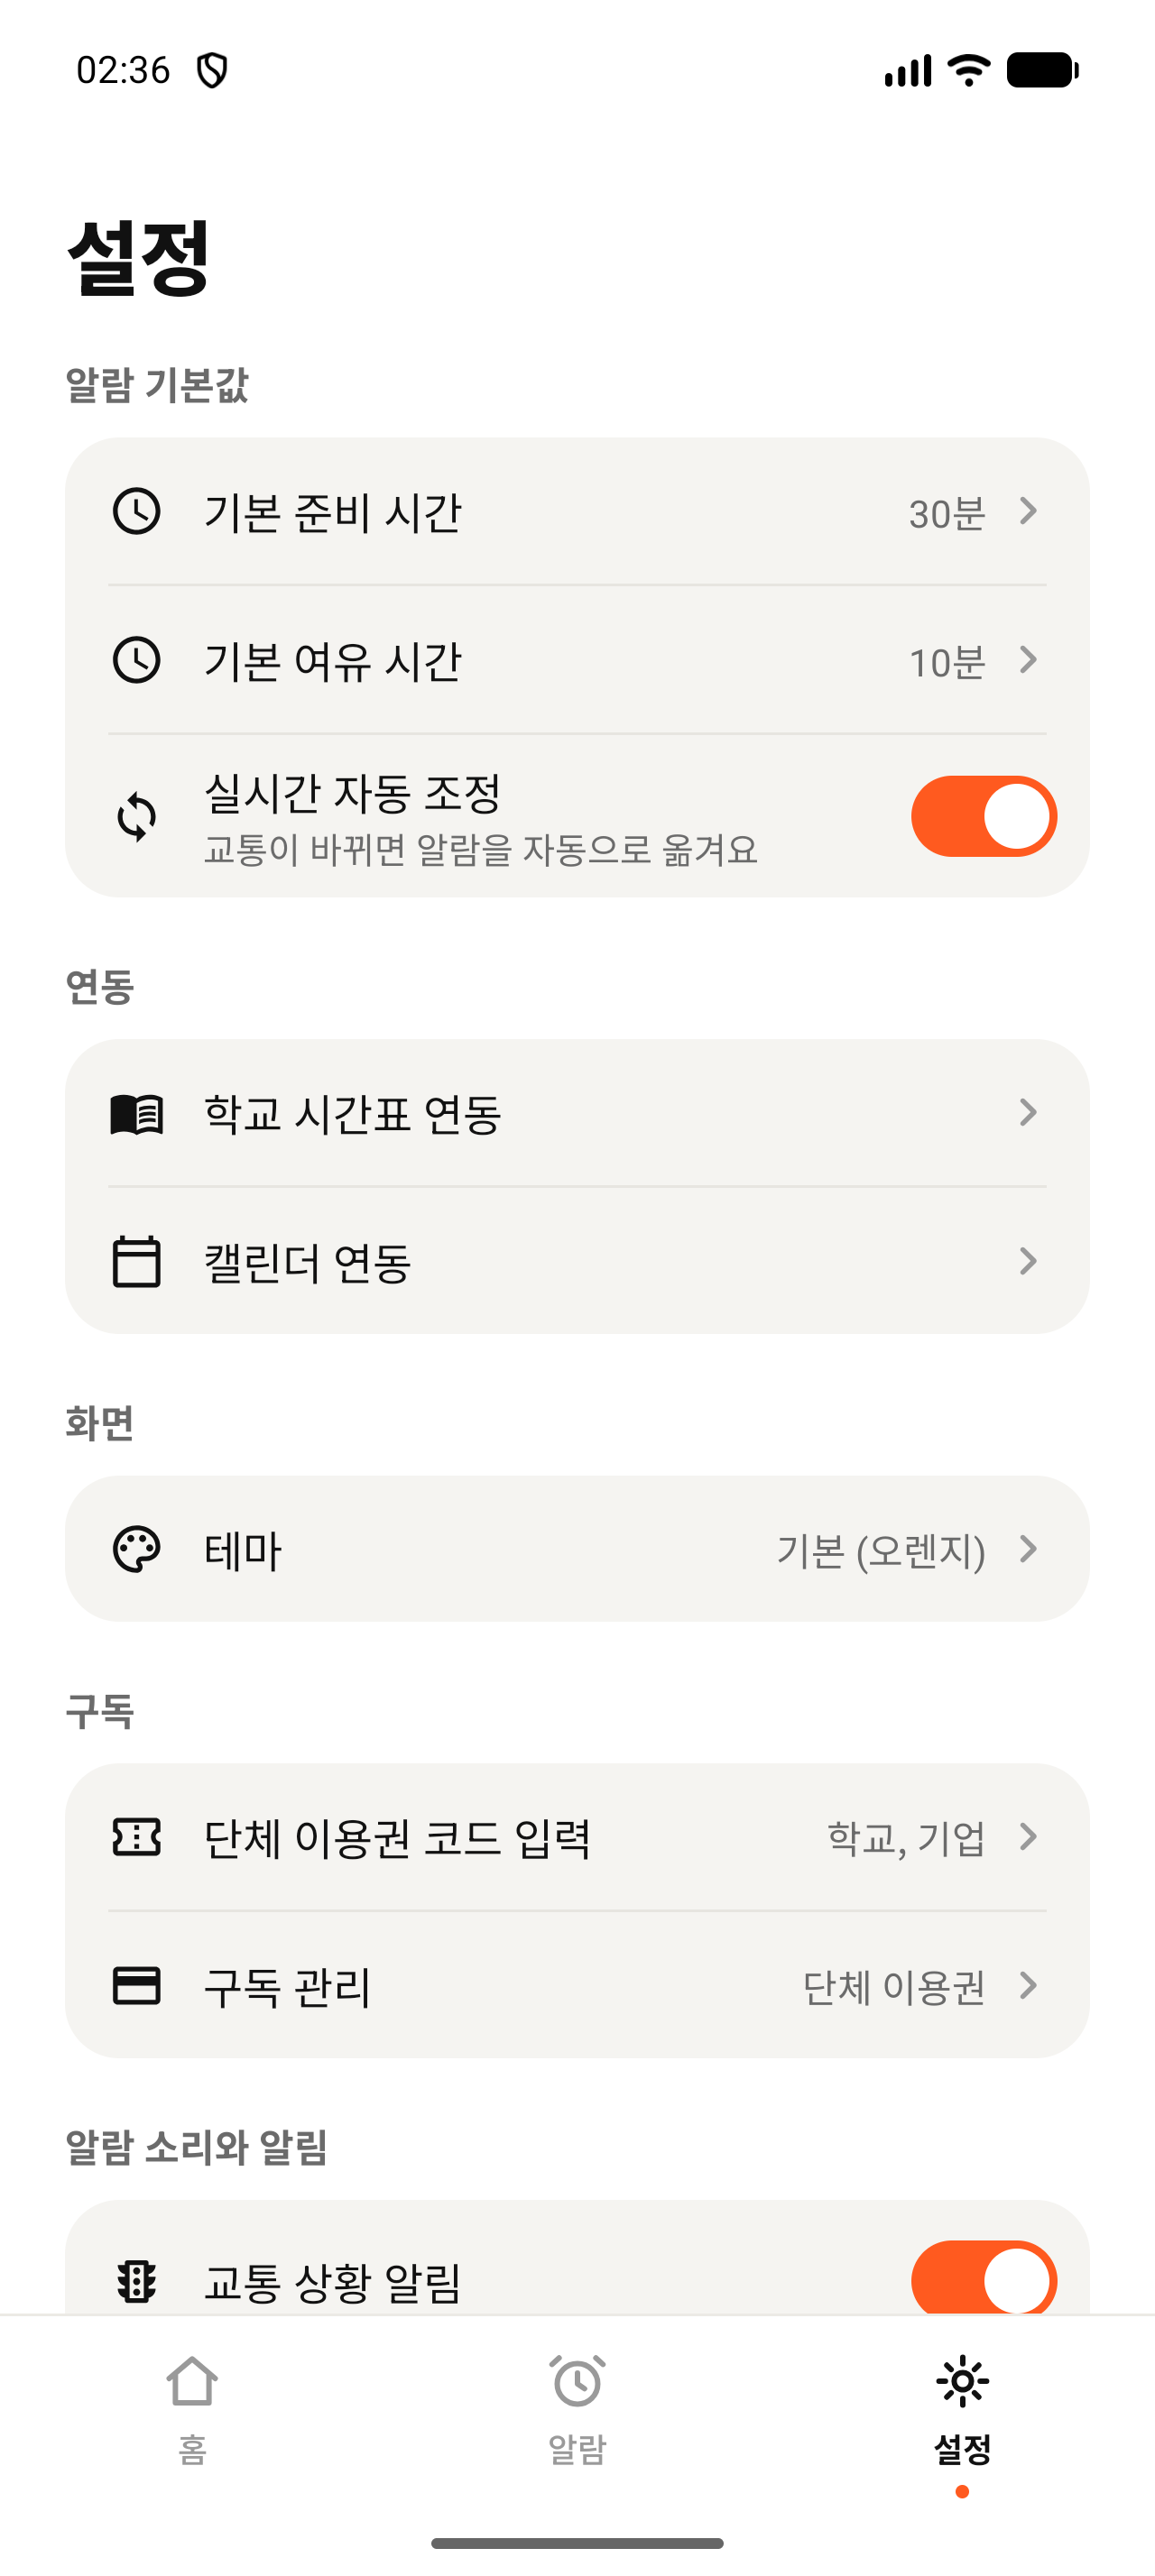 02:36
설정
알람 기본값
기본 준비 시간 30분
기본 여유 시간 10분
실시간 자동 조정
교통이 바뀌면 알람을 자동으로 옮겨요
연동
학교 시간표 연동
캘린더 연동
화면
테마 기본 (오렌지)
구독
단체 이용권 코드 입력 학교, 기업
구독 관리 단체 이용권
알람 소리와 알림
교통 상황 알림
홈 알람 설정